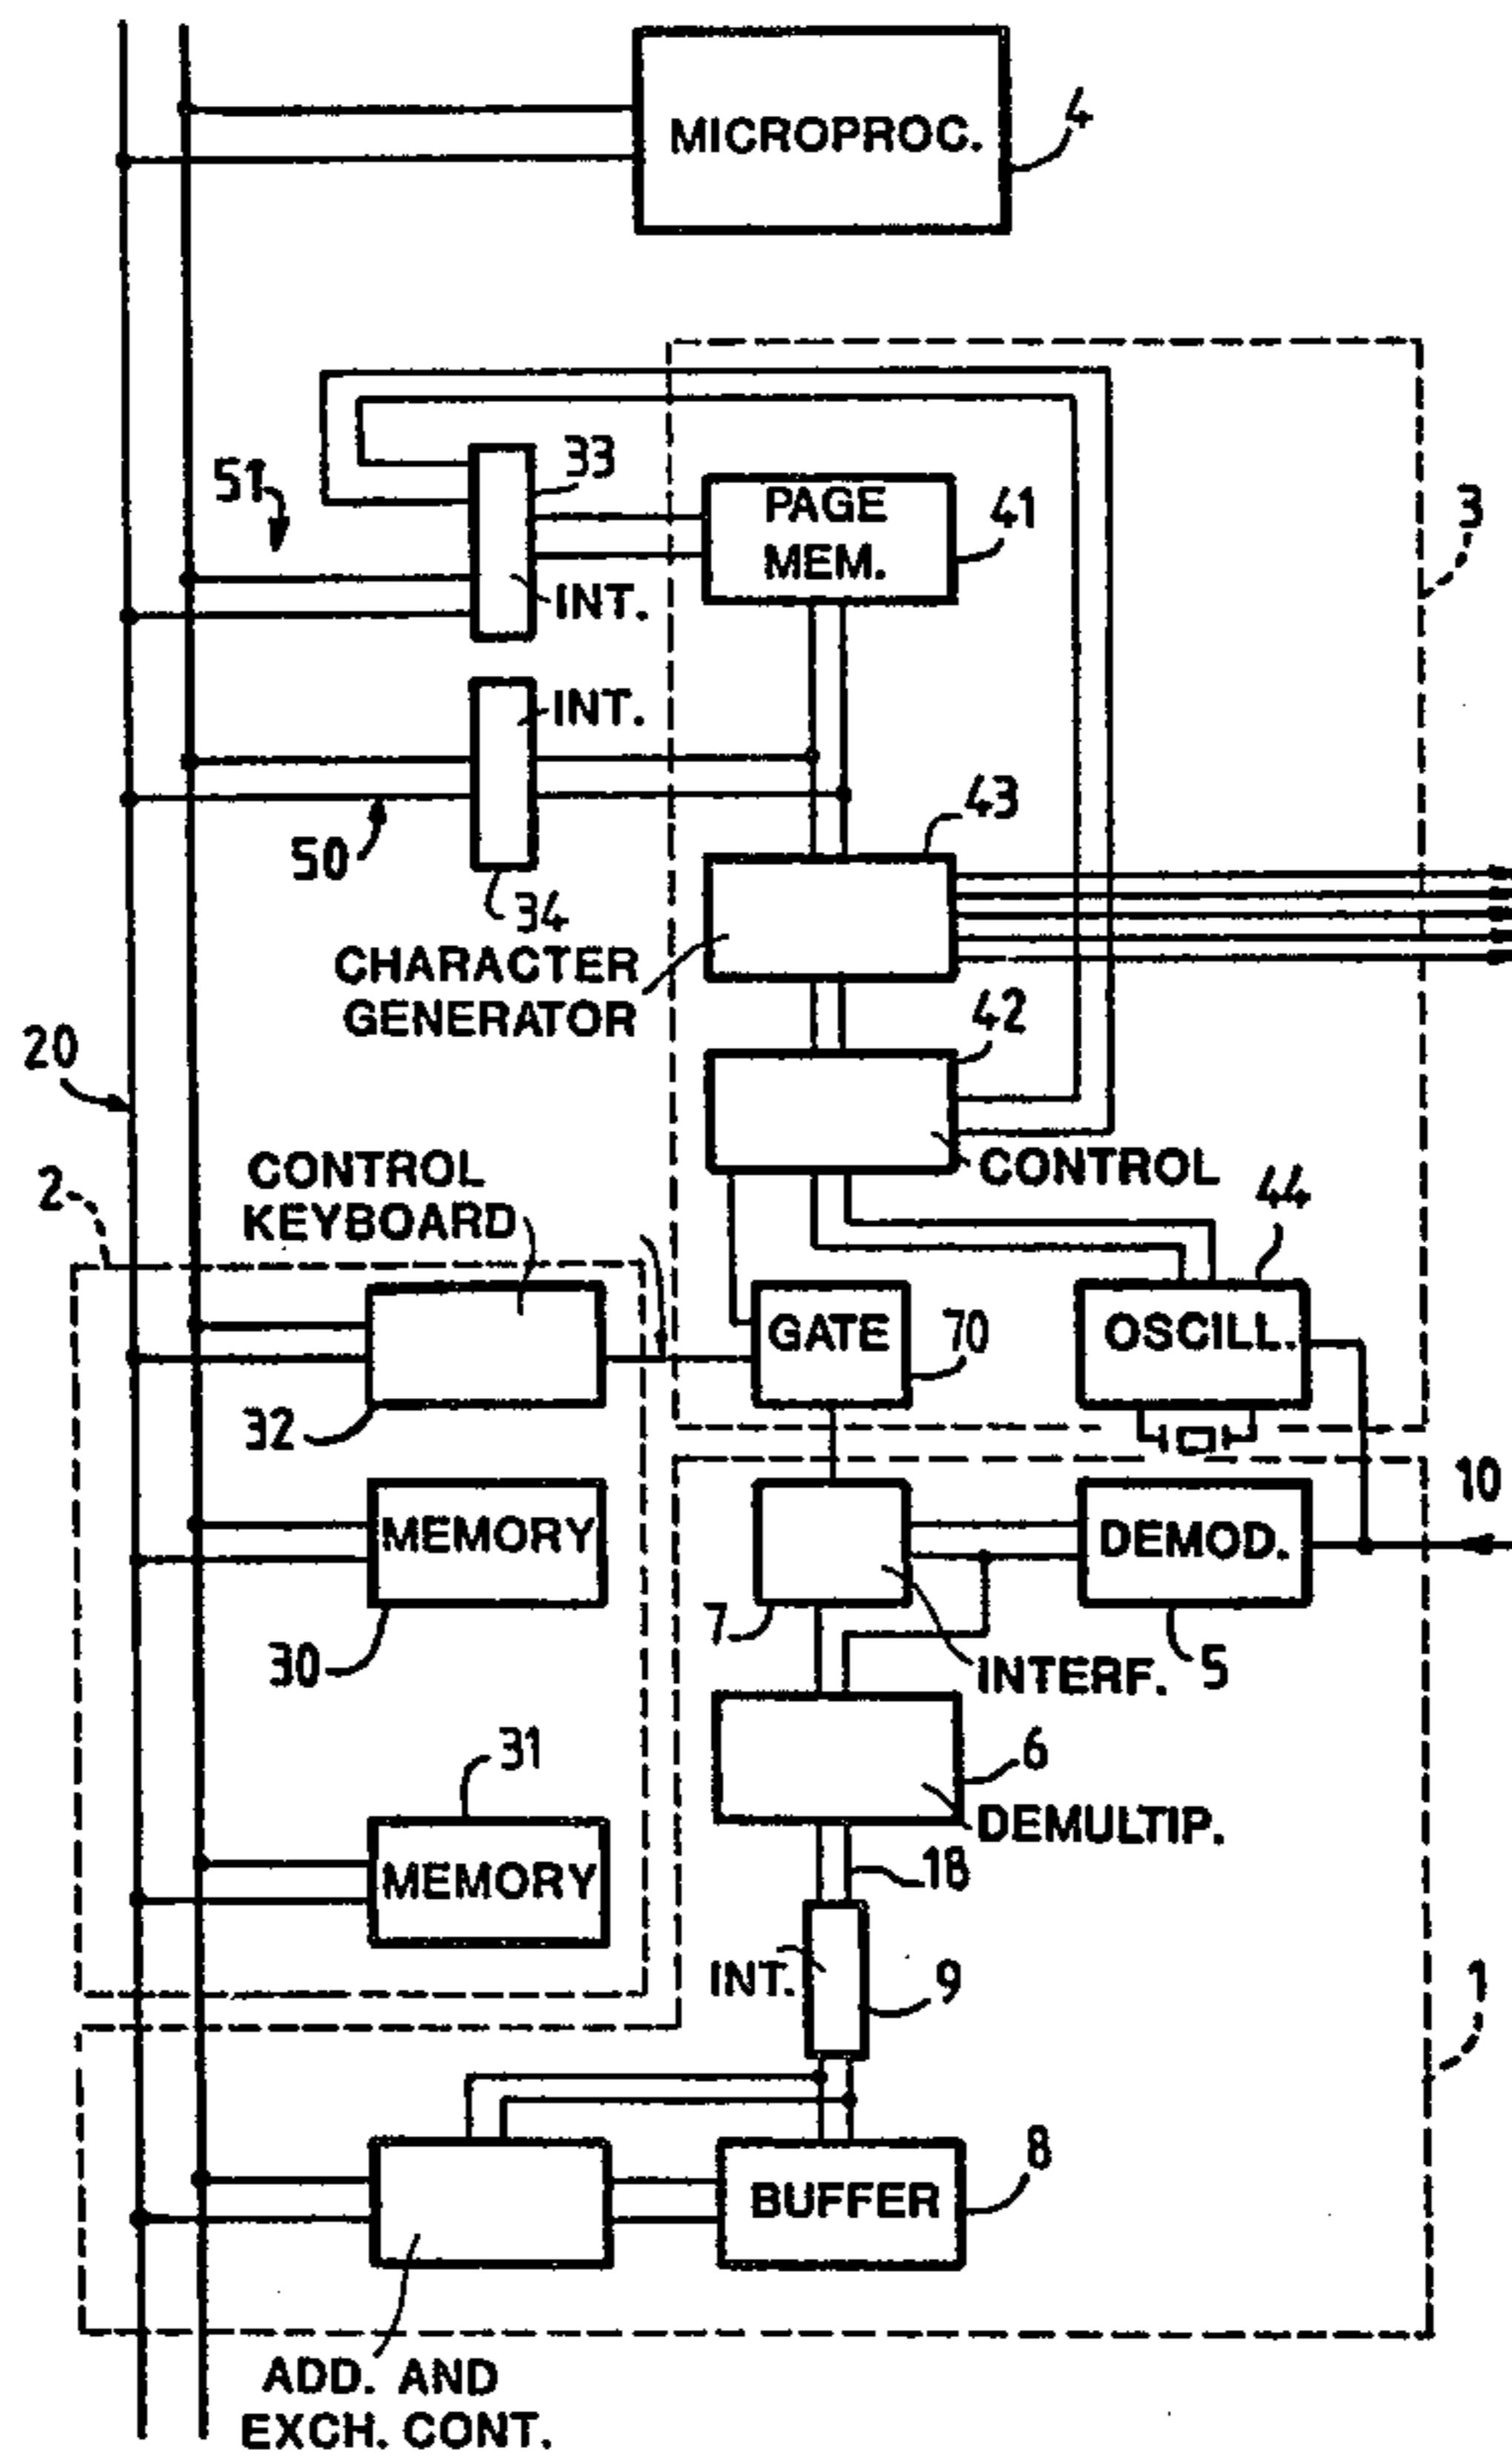 MICROPROC.
4
33
51
PAGE
MEM.
41
3
INT.
INT.
43
50
34
CHARACTER
GENERATOR
42
20
CONTROL
2
CONTROL
KEYBOARD
44
GATE
70
OSCILL.
32
10
MEMORY
DEMOD.
7
30
INTERF.
5
31
6
DEMULTIP.
MEMORY
18
INT.
9
1
8
BUFFER
ADD. AND
EXCH. CONT.